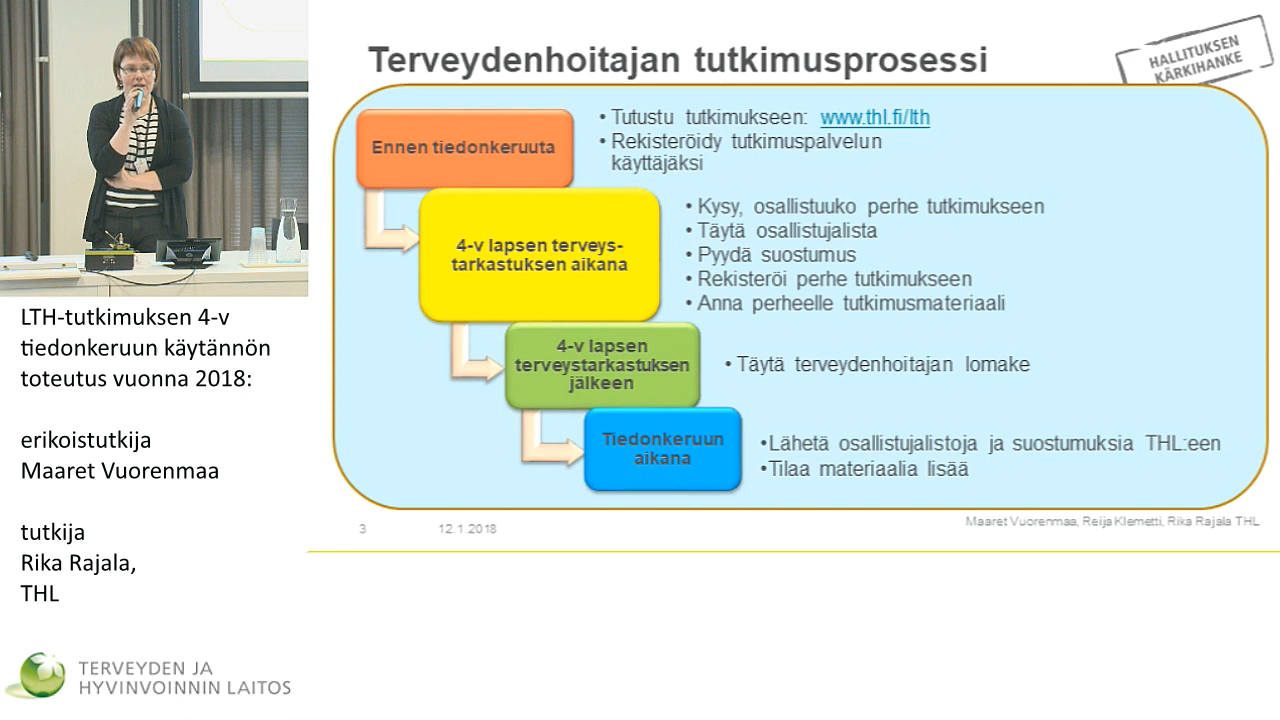 Terveydenhoitajan tutkimusprosessi
HALLITUKSEN
KÄRKIHANKE
Ennen tiedonkeruuta
• Tutustu tutkimukseen: www.thl.fi/lth
• Rekisteröidy tutkimuspalvelun
käyttäjäksi
4-v lapsen terveys-
tarkastuksen aikana
• Kysy, osallistuuko perhe tutkimukseen
• Täytä osallistujalista
• Pyydä suostumus
• Rekisteröi perhe tutkimukseen
• Anna perheelle tutkimusmateriaali
4-v lapsen
terveystarkastuksen
jälkeen
• Täytä terveydenhoitajan lomake
Tiedonkeruun
aikana
•Lähetä osallistujalistoja ja suostumuksia THL:een
•Tilaa materiaalia lisää
3
12.1.2018
Maaret Vuorenmaa, Reija Klemetti, Rika Rajala THL
LTH-tutkimuksen 4-v
tiedonkeruun käytännön
toteutus vuonna 2018:
erikoistutkija
Maaret Vuorenmaa
tutkija
Rika Rajala,
THL
TERVEYDEN JA
HYVINVOINNIN LAITOS